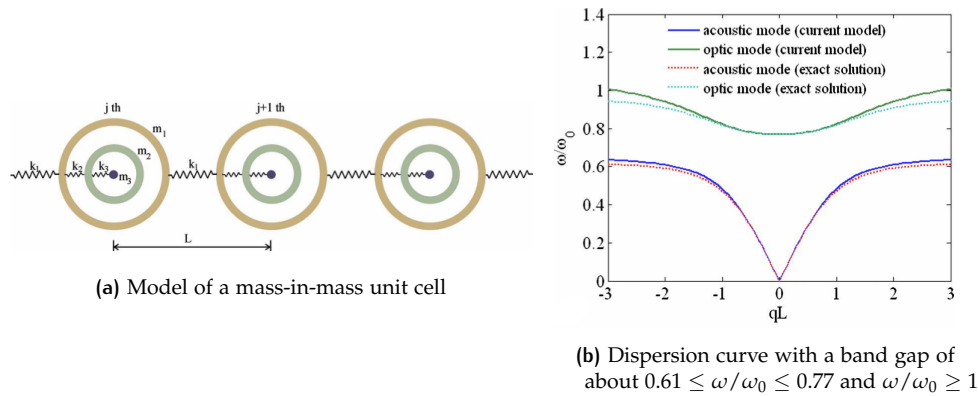 j th
j+1 th
m₁
m₂
k₁
k₂
k₃
m₃
k₁
L
(a) Model of a mass-in-mass unit cell
1.4
1.2
1
0.8
0.6
0.4
0.2
0
ω/ω₀
acoustic mode (current model)
optic mode (current model)
acoustic mode (exact solution)
optic mode (exact solution)
-3 -2 -1 0 1 2 3
qL
(b) Dispersion curve with a band gap of
about 0.61 ≤ ω/ω₀ ≤ 0.77 and ω/ω₀ ≥ 1